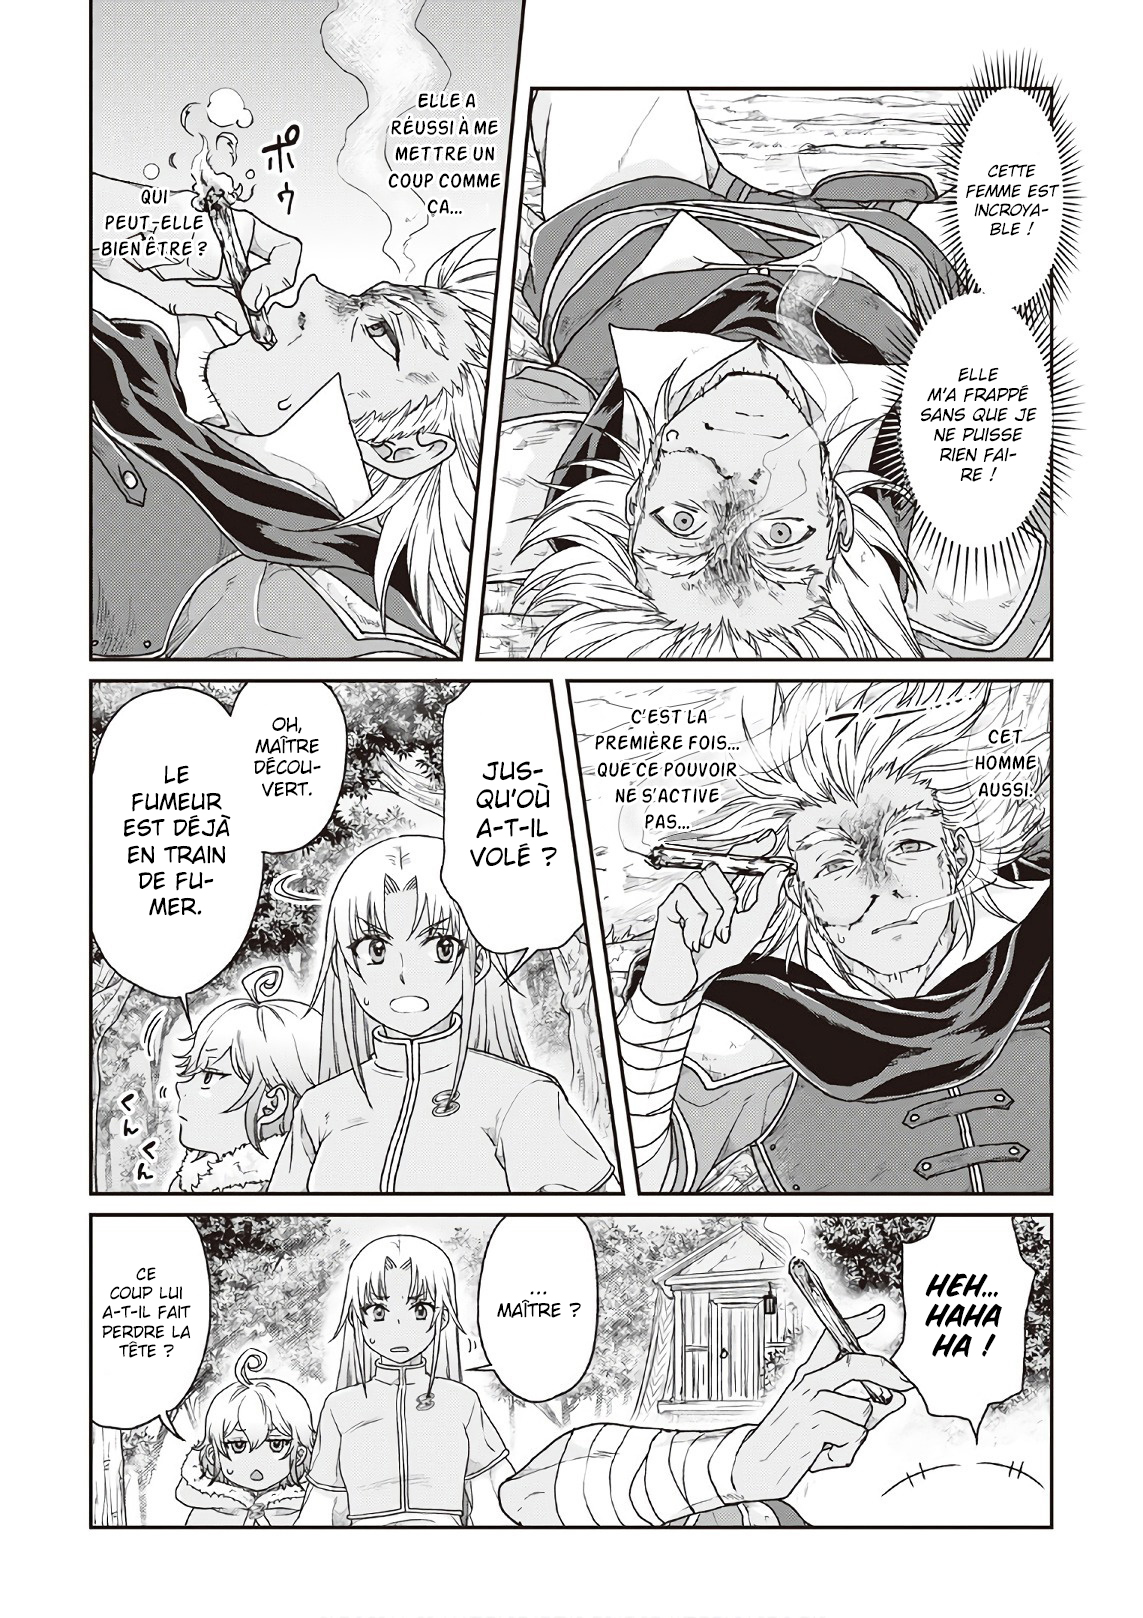 CETTE
FEMME EST
INCROYA-
BLE !
ELLE
M'A FRAPPÉ
SANS QUE JE
NE PUISSE
RIEN FAI-
RE !
ELLE A
RÉUSSI À ME
METTRE UN
COUP COMME
ÇA...
ポゥ
QUI
PEUT-ELLE
BIEN ÊTRE ?
CET
HOMME
AUSSI.
フー…
C'EST LA
PREMIÈRE FOIS...
QUE CE POUVOIR
NE S'ACTIVE
PAS...
JUS-
QU'OÙ
A-T-IL
VOLÉ ?
OH,
MAÎTRE
DÉCOU-
VERT.
LE
FUMEUR
EST DÉJÀ
EN TRAIN
DE FU-
MER.
くん
くん
HEH...
HAHA
HA !
...
MAÎTRE ?
CE
COUP LUI
A-T-IL FAIT
PERDRE LA
TÊTE ?